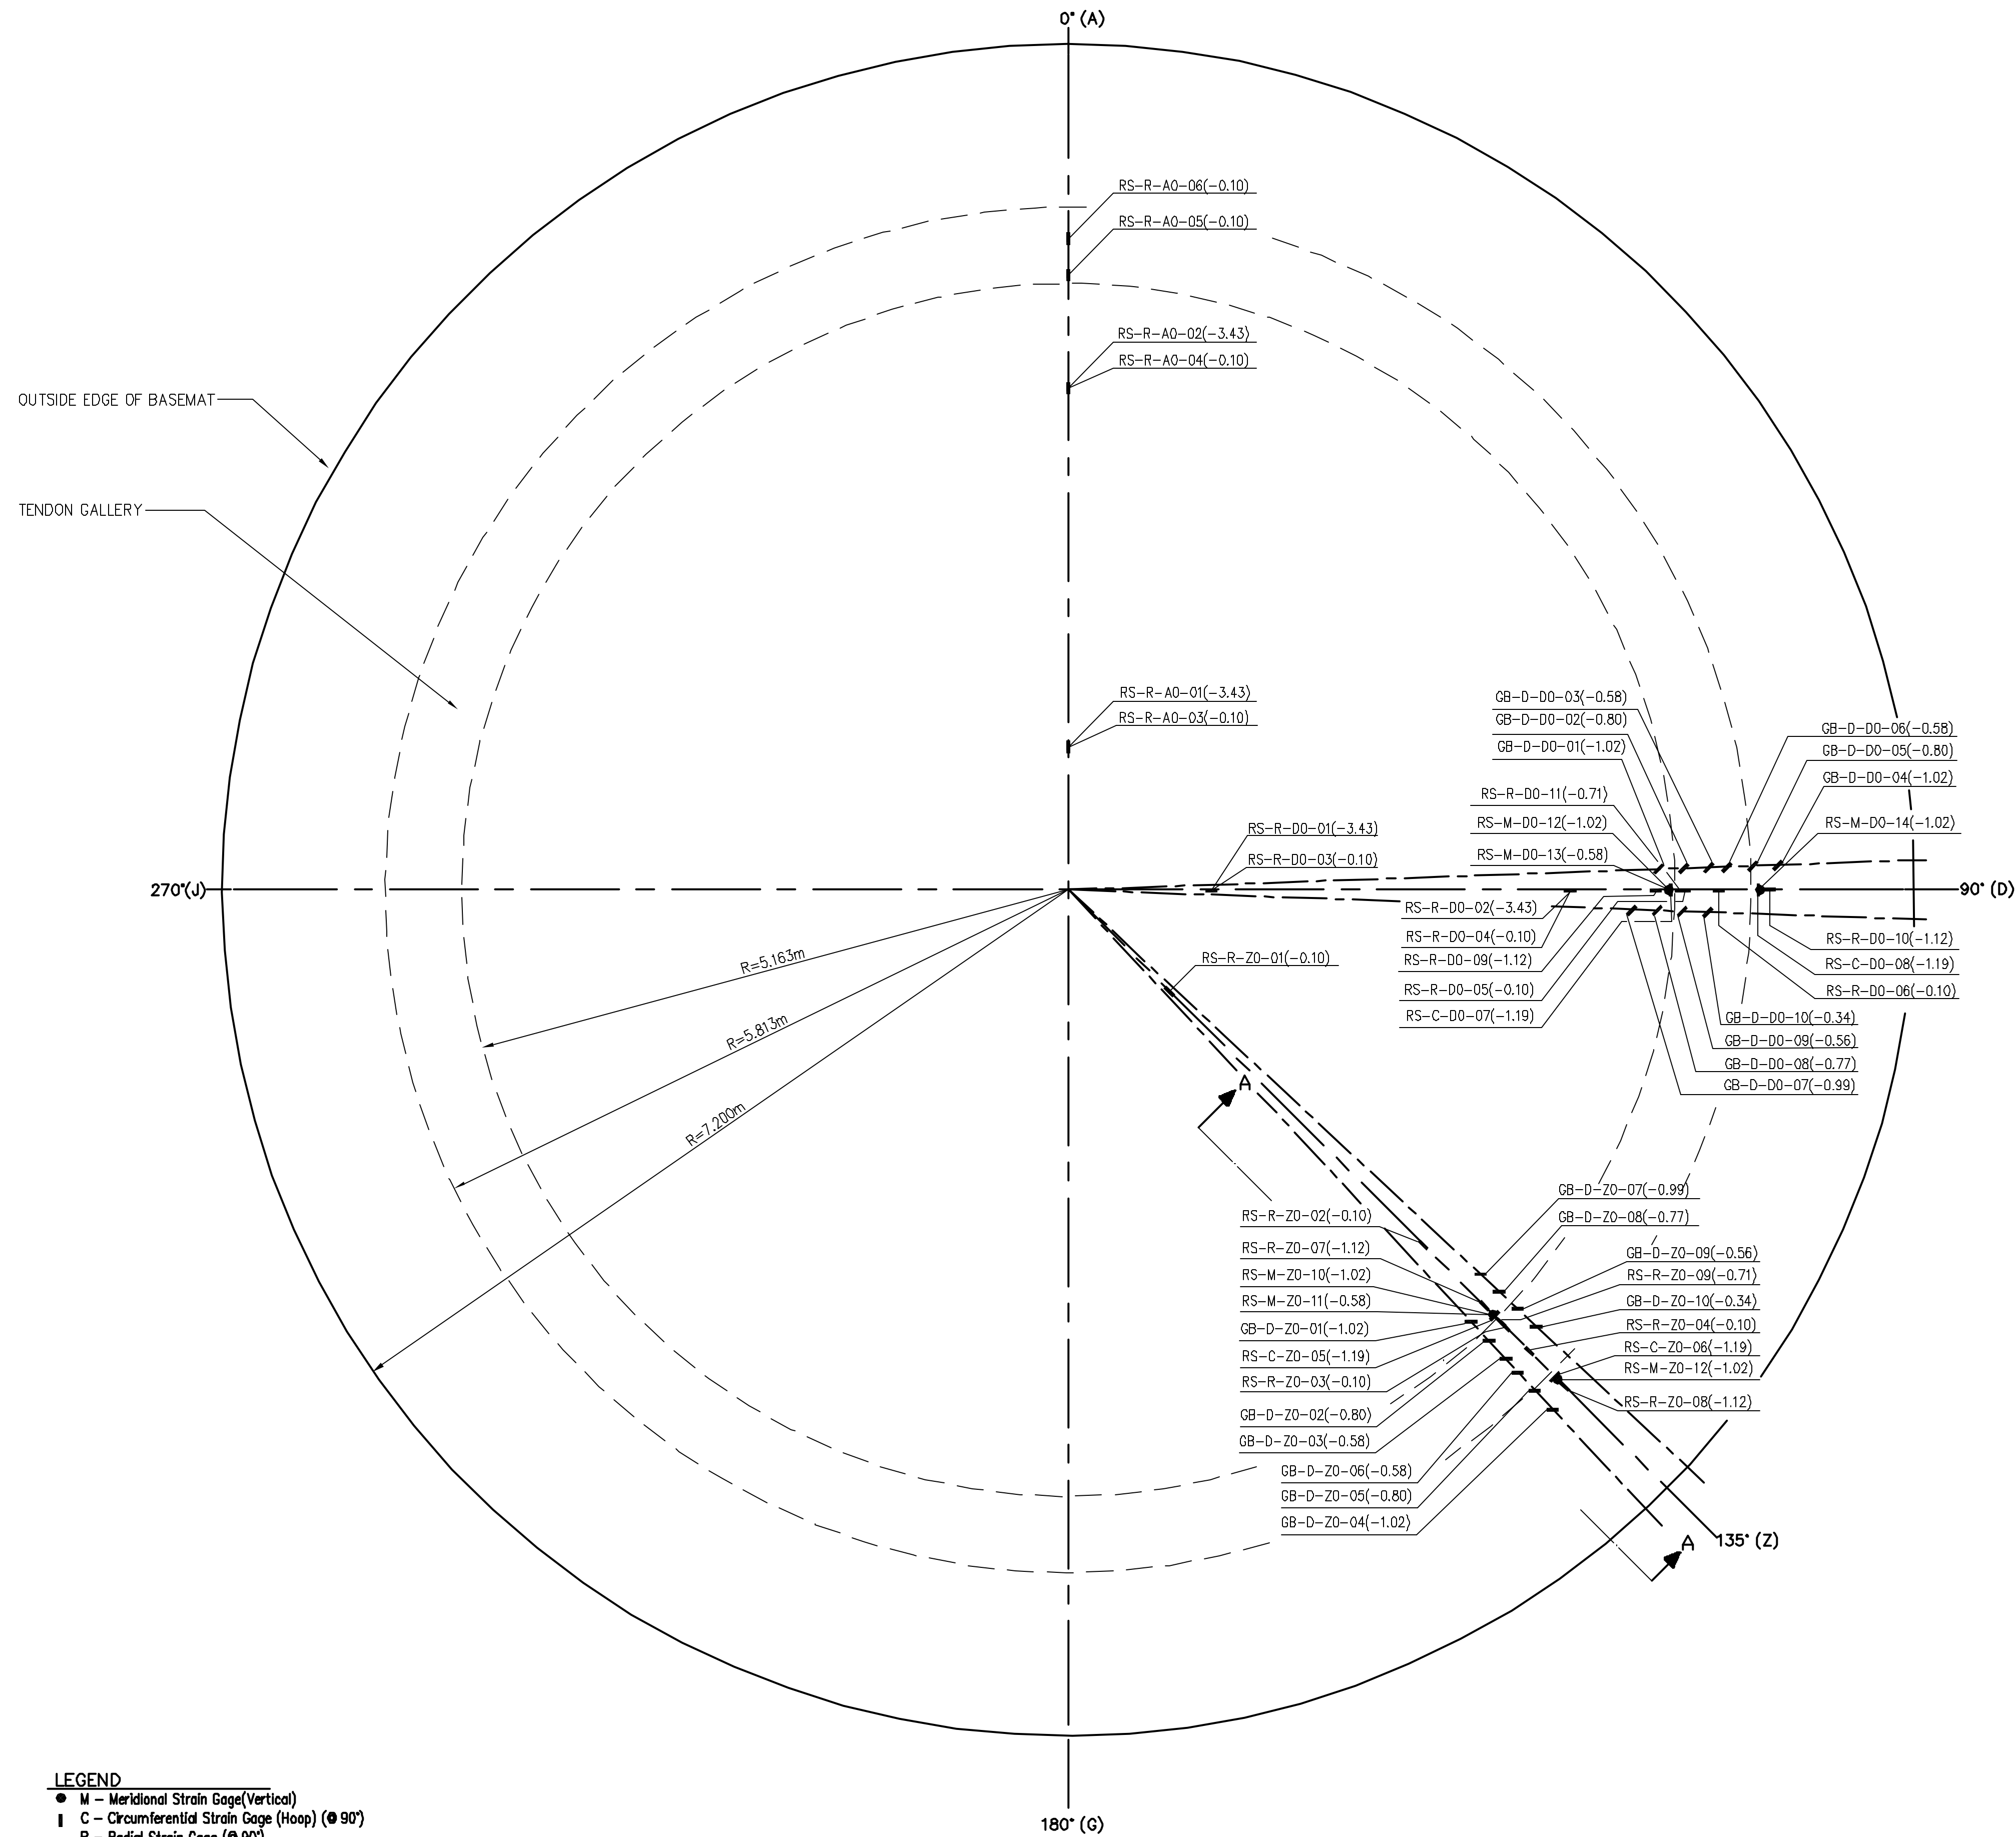 0° (A)
RS-R-A0-06(-0.10)
RS-R-A0-05(-0.10)
RS-R-A0-02(-3.43)
RS-R-A0-04(-0.10)
OUTSIDE EDGE OF BASEMAT
TENDON GALLERY
RS-R-A0-01(-3.43)
RS-R-A0-03(-0.10)
GB-D-D0-03(-0.58)
GB-D-D0-02(-0.80)
GB-D-D0-01(-1.02)
GB-D-D0-06(-0.58)
GB-D-D0-05(-0.80)
GB-D-D0-04(-1.02)
RS-R-D0-11(-0.71)
RS-M-D0-12(-1.02)
RS-M-D0-13(-0.58)
RS-M-D0-14(-1.02)
RS-R-D0-01(-3.43)
RS-R-D0-03(-0.10)
270°(J)
90° (D)
RS-R-D0-02(-3.43)
RS-R-D0-04(-0.10)
RS-R-D0-09(-1.12)
RS-R-D0-05(-0.10)
RS-C-D0-07(-1.19)
RS-R-D0-10(-1.12)
RS-C-D0-08(-1.19)
RS-R-D0-06(-0.10)
GB-D-D0-10(-0.34)
GB-D-D0-09(-0.56)
GB-D-D0-08(-0.77)
GB-D-D0-07(-0.99)
RS-R-Z0-01(-0.10)
R=5.163m
R=5.813m
R=7.200m
A
GB-D-Z0-07(-0.99)
GB-D-Z0-08(-0.77)
RS-R-Z0-02(-0.10)
RS-R-Z0-07(-1.12)
RS-M-Z0-10(-1.02)
RS-M-Z0-11(-0.58)
GB-D-Z0-01(-1.02)
RS-C-Z0-05(-1.19)
RS-R-Z0-03(-0.10)
GB-D-Z0-02(-0.80)
GB-D-Z0-03(-0.58)
GB-D-Z0-06(-0.58)
GB-D-Z0-05(-0.80)
GB-D-Z0-04(-1.02)
GB-D-Z0-09(-0.56)
RS-R-Z0-09(-0.71)
GB-D-Z0-10(-0.34)
RS-R-Z0-04(-0.10)
RS-C-Z0-06(-1.19)
RS-M-Z0-12(-1.02)
RS-R-Z0-08(-1.12)
A
135° (Z)
180° (G)
LEGEND
M - Meridional Strain Gage(Vertical)
C - Circumferential Strain Gage (Hoop) (@ 90°)
R - Radial Strain Gage (@ 90°)